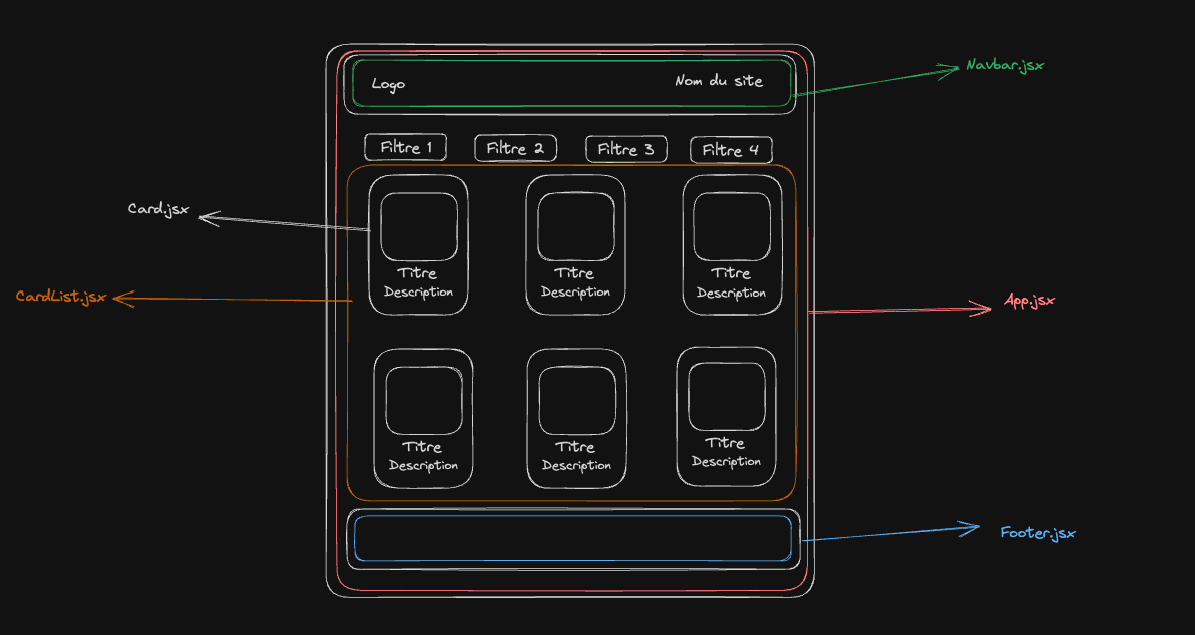 Navbar.jsx
Logo
Nom du site
Filtre 1
Filtre 2
Filtre 3
Filtre 4
Card.jsx
Titre
Description
Titre
Description
Titre
Description
CardList.jsx
App.jsx
Titre
Description
Titre
Description
Titre
Description
Footer.jsx